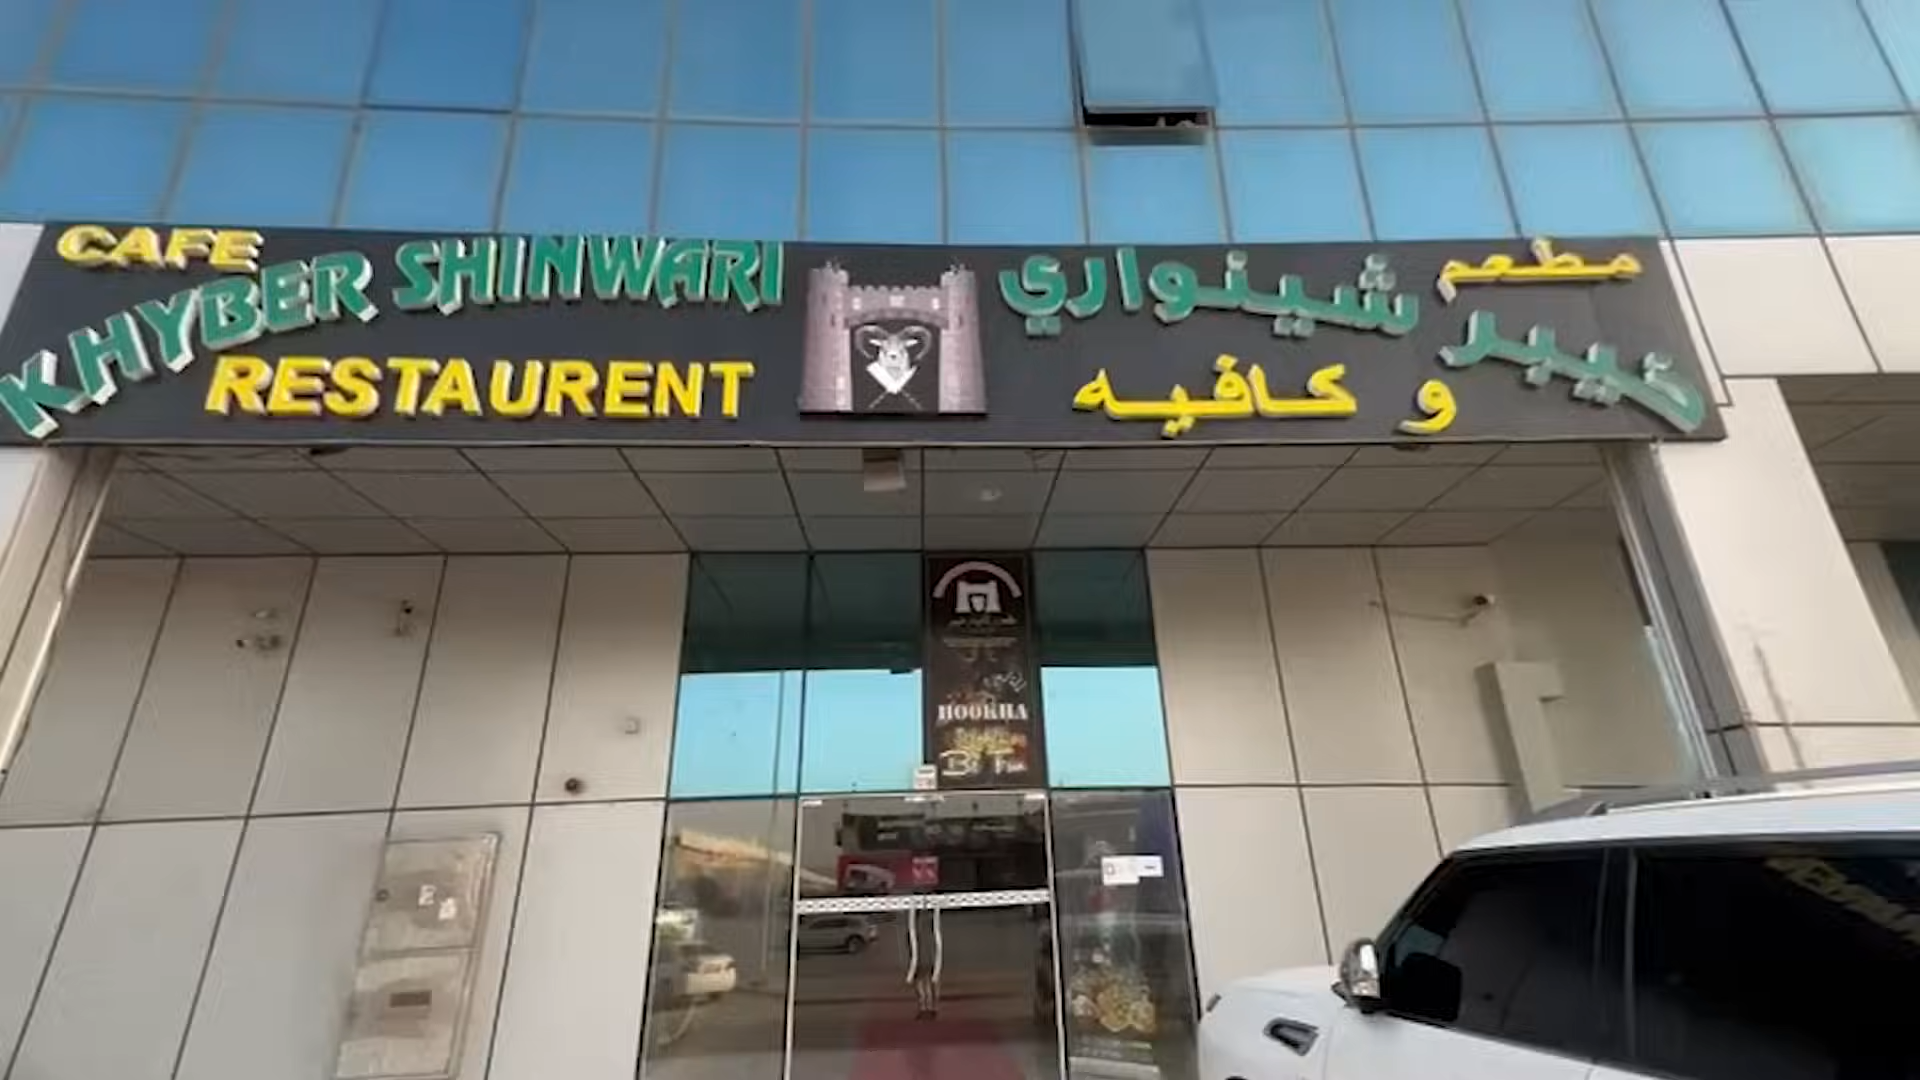 CAFE
KHYBER SHINWARI
RESTAURENT
مطعم
خيبر شينواري
و كافيه
HOOKHA